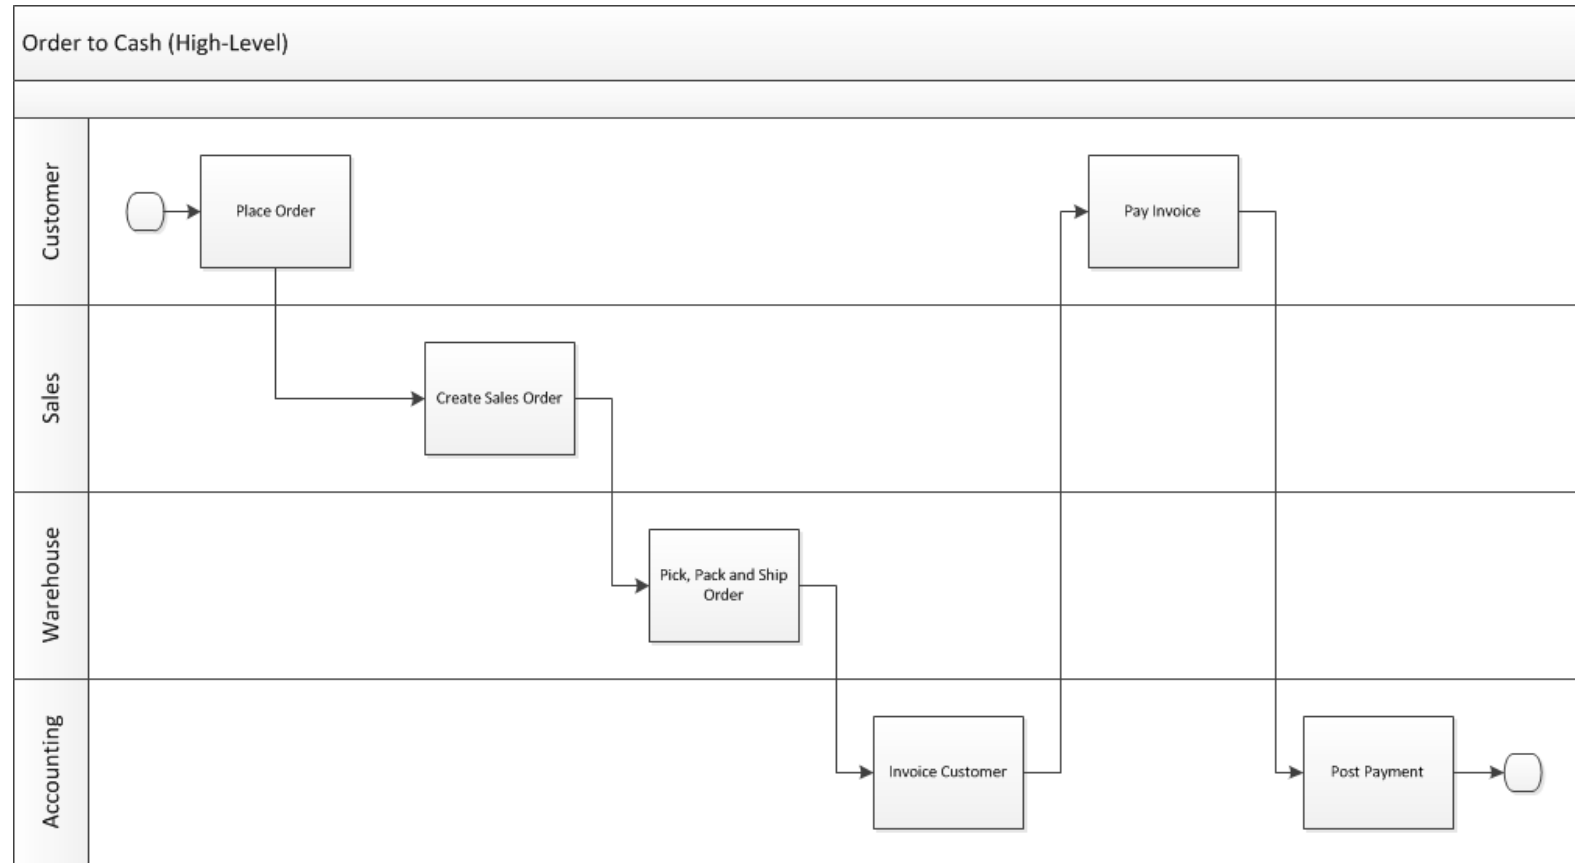 Order to Cash (High-Level)
Customer
Place Order
Pay Invoice
Sales
Create Sales Order
Warehouse
Pick, Pack and Ship
Order
Accounting
Invoice Customer
Post Payment